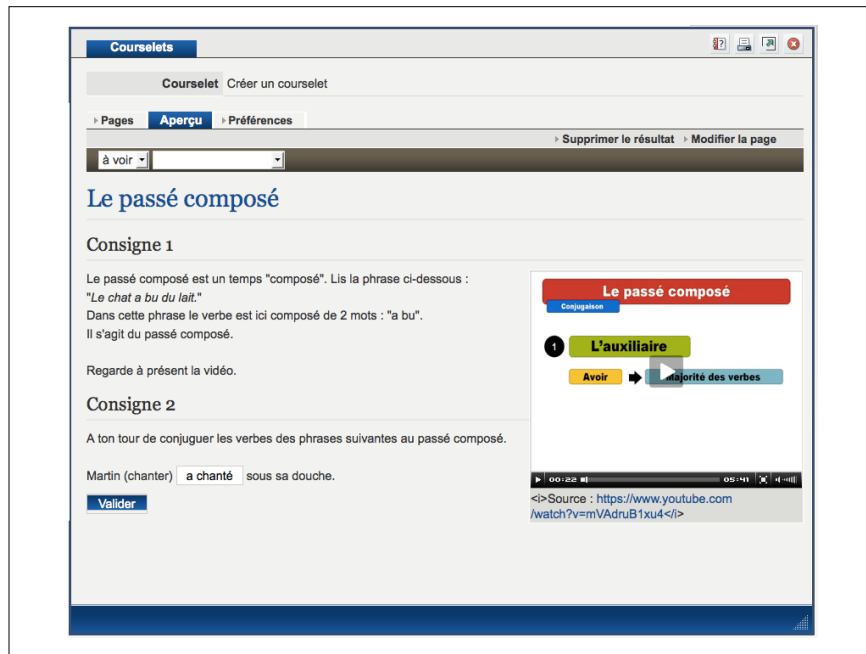 Courselets
Courselet Créer un courselet
Pages Aperçu Préférences
Supprimer le résultat Modifier la page
à voir
Le passé composé
Consigne 1
Le passé composé est un temps "composé". Lis la phrase ci-dessous :
"Le chat a bu du lait."
Dans cette phrase le verbe est ici composé de 2 mots : "a bu".
Il s'agit du passé composé.
Regarde à présent la vidéo.
Consigne 2
A ton tour de conjuguer les verbes des phrases suivantes au passé composé.
Martin (chanter) a chanté sous sa douche.
Valider
Le passé composé
Conjugaison
1 L'auxiliaire
Avoir Majorité des verbes
00:22 05:41
<i>Source : https://www.youtube.com
/watch?v=mVAdruB1xu4</i>